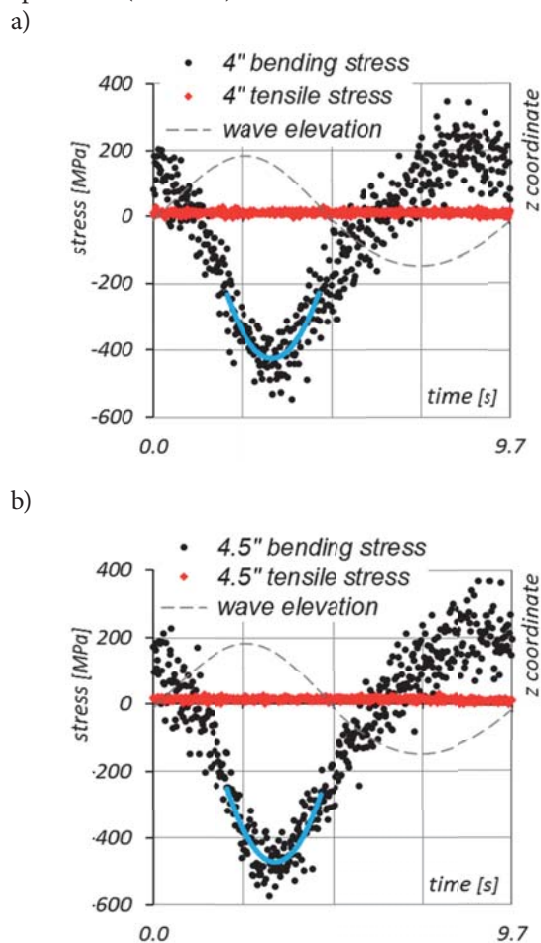 a)
4" bending stress
4" tensile stress
wave elevation
400
200
0
-200
-400
-600
stress [MPa]
z coordinate
time [s]
0.0
9.7
b)
4.5" bending stress
4.5" tensile stress
wave elevation
400
200
0
-200
-400
-600
stress [MPa]
z coordinate
time [s]
0.0
9.7